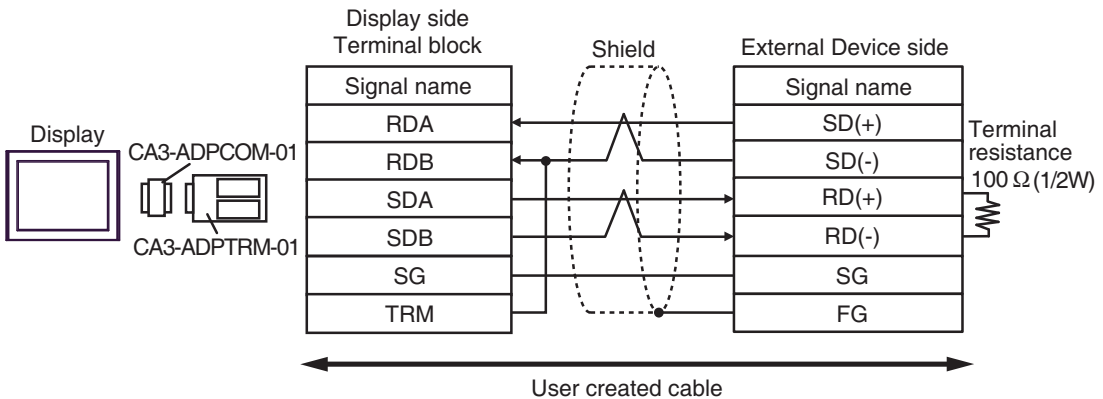 Display side
Terminal block
Shield
External Device side
Signal name
Signal name
RDA
SD(+)
Display
CA3-ADPCOM-01
RDB
SD(-)
Terminal
resistance
100 Ω (1/2W)
SDA
RD(+)
CA3-ADPTRM-01
SDB
RD(-)
SG
SG
TRM
FG
User created cable